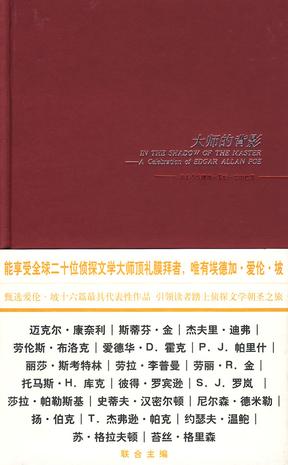 大师的背影
IN THE SHADOW OF THE MASTER
——A Celebration of EDGAR ALLAN POE
能享受全球二十位侦探文学大师顶礼膜拜者，唯有埃德加·爱伦·坡
甄选爱伦·坡十六篇最具代表性作品 引领读者踏上侦探文学朝圣之旅
迈克尔·康奈利│斯蒂芬·金│杰夫里·迪弗│
劳伦斯·布洛克│爱德华·D. 霍克│P. J. 帕里什│
丽莎·斯考特林│劳拉·李普曼│劳丽·R. 金│
托马斯·H. 库克│彼得·罗宾逊│S. J. 罗岚│
莎拉·帕勒斯基│史蒂夫·汉密尔顿│尼尔森·德米勒│
扬·伯克│T. 杰弗逊·帕克│约瑟夫·温鲍│
苏·格拉夫顿│苔丝·格里森
联合主编